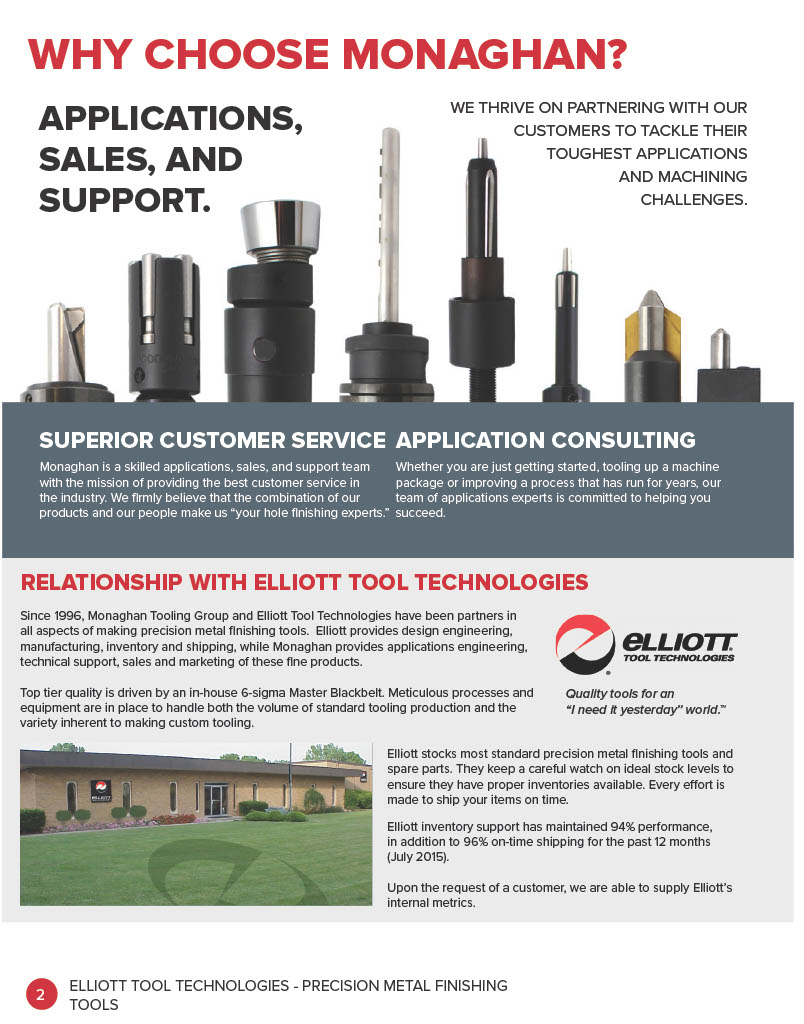 WHY CHOOSE MONAGHAN?
APPLICATIONS,
SALES, AND
SUPPORT.
WE THRIVE ON PARTNERING WITH OUR
CUSTOMERS TO TACKLE THEIR
TOUGHEST APPLICATIONS
AND MACHINING
CHALLENGES.
SUPERIOR CUSTOMER SERVICE
Monaghan is a skilled applications, sales, and support team
with the mission of providing the best customer service in
the industry. We firmly believe that the combination of our
products and our people make us “your hole finishing experts.”
APPLICATION CONSULTING
Whether you are just getting started, tooling up a machine
package or improving a process that has run for years, our
team of applications experts is committed to helping you
succeed.
RELATIONSHIP WITH ELLIOTT TOOL TECHNOLOGIES
Since 1996, Monaghan Tooling Group and Elliott Tool Technologies have been partners in
all aspects of making precision metal finishing tools. Elliott provides design engineering,
manufacturing, inventory and shipping, while Monaghan provides applications engineering,
technical support, sales and marketing of these fine products.
Top tier quality is driven by an in-house 6-sigma Master Blackbelt. Meticulous processes and
equipment are in place to handle both the volume of standard tooling production and the
variety inherent to making custom tooling.
ELLIOTT®
TOOL TECHNOLOGIES
®
Quality tools for an
“I need it yesterday” world.™
ELLIOTT
Elliott stocks most standard precision metal finishing tools and
spare parts. They keep a careful watch on ideal stock levels to
ensure they have proper inventories available. Every effort is
made to ship your items on time.
Elliott inventory support has maintained 94% performance,
in addition to 96% on-time shipping for the past 12 months
(July 2015).
Upon the request of a customer, we are able to supply Elliott’s
internal metrics.
2
ELLIOTT TOOL TECHNOLOGIES - PRECISION METAL FINISHING
TOOLS